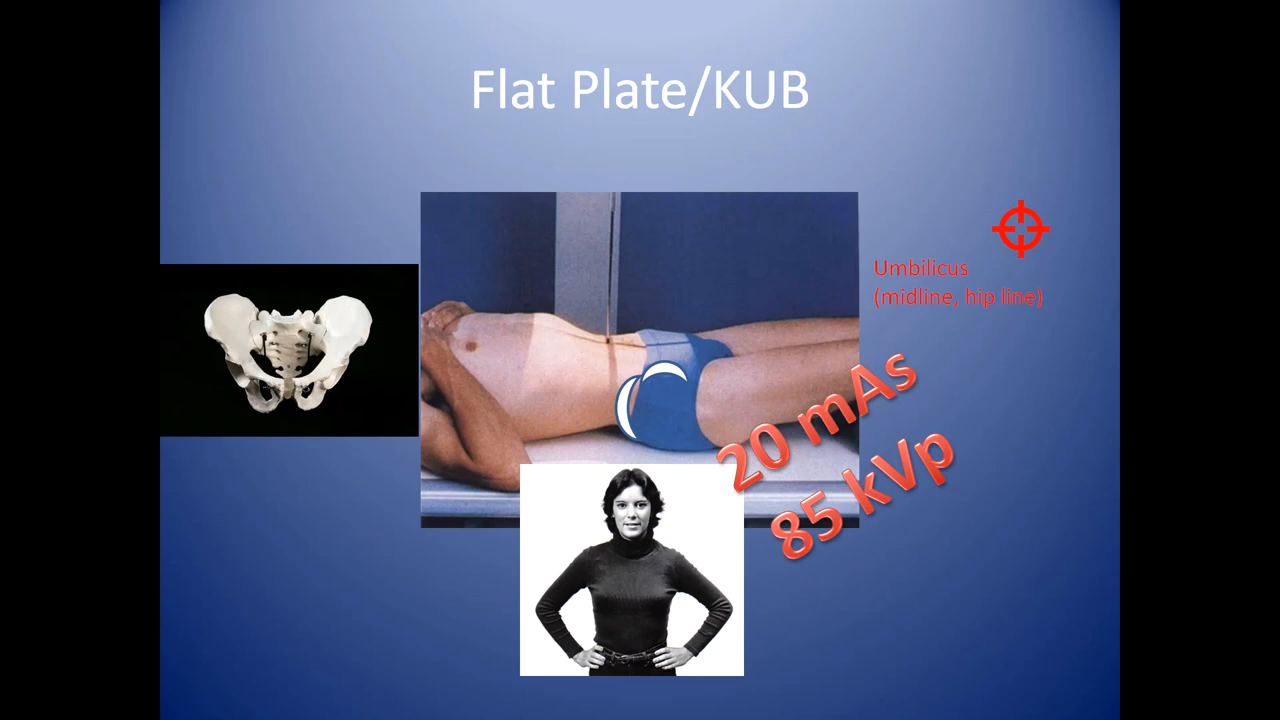 Flat Plate/KUB
Umbilicus
(midline, hip line)
20 mAs
85 kVp